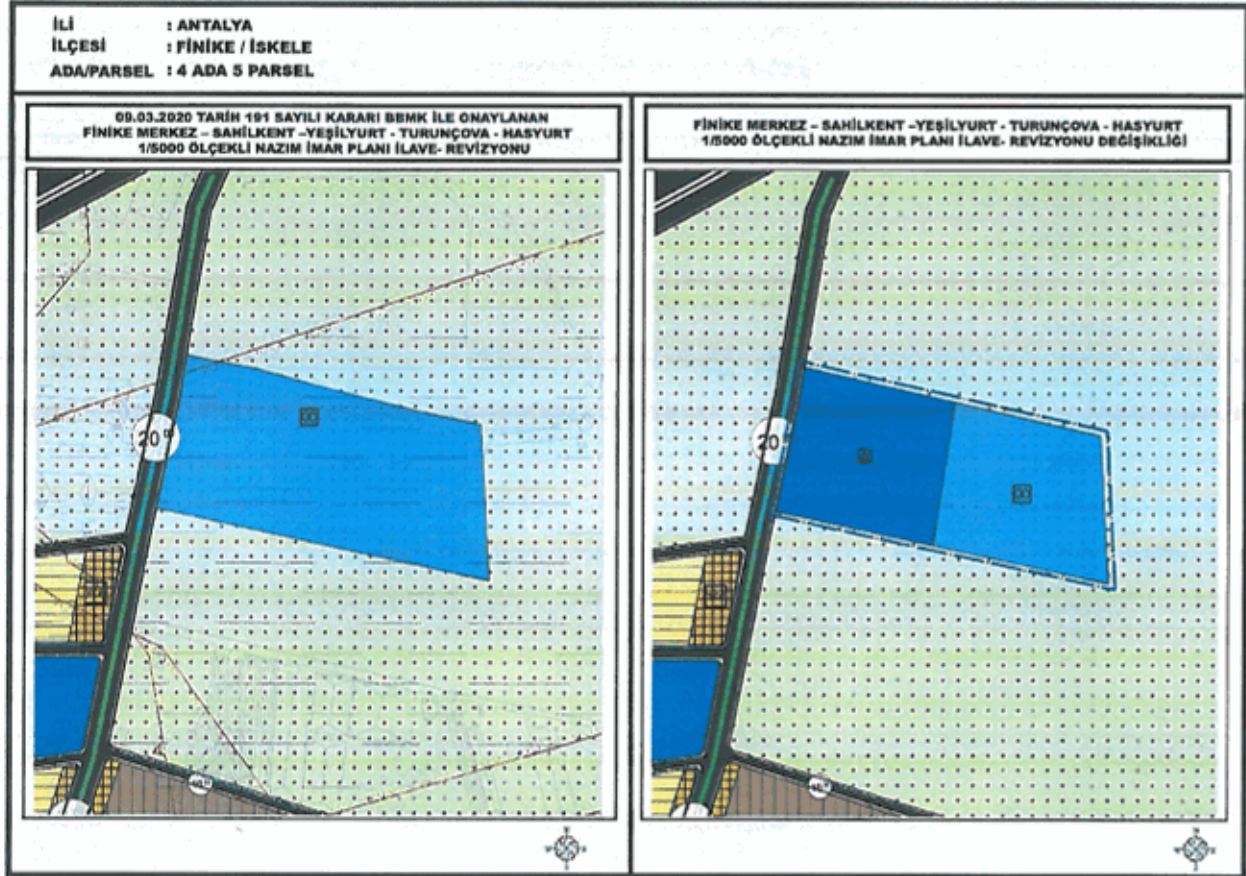 İLİ : ANTALYA
İLÇESİ : FİNİKE / İSKELE
ADA/PARSEL : 4 ADA 5 PARSEL
09.03.2020 TARİH 191 SAYILI KARARI BBMK İLE ONAYLANAN
FİNİKE MERKEZ – SAHİLKENT –YEŞİLYURT - TURUNÇOVA - HASYURT
1/5000 ÖLÇEKLİ NAZIM İMAR PLANI İLAVE- REVİZYONU
FİNİKE MERKEZ – SAHİLKENT –YEŞİLYURT - TURUNÇOVA - HASYURT
1/5000 ÖLÇEKLİ NAZIM İMAR PLANI İLAVE- REVİZYONU DEĞİŞİKLİĞİ
20
20